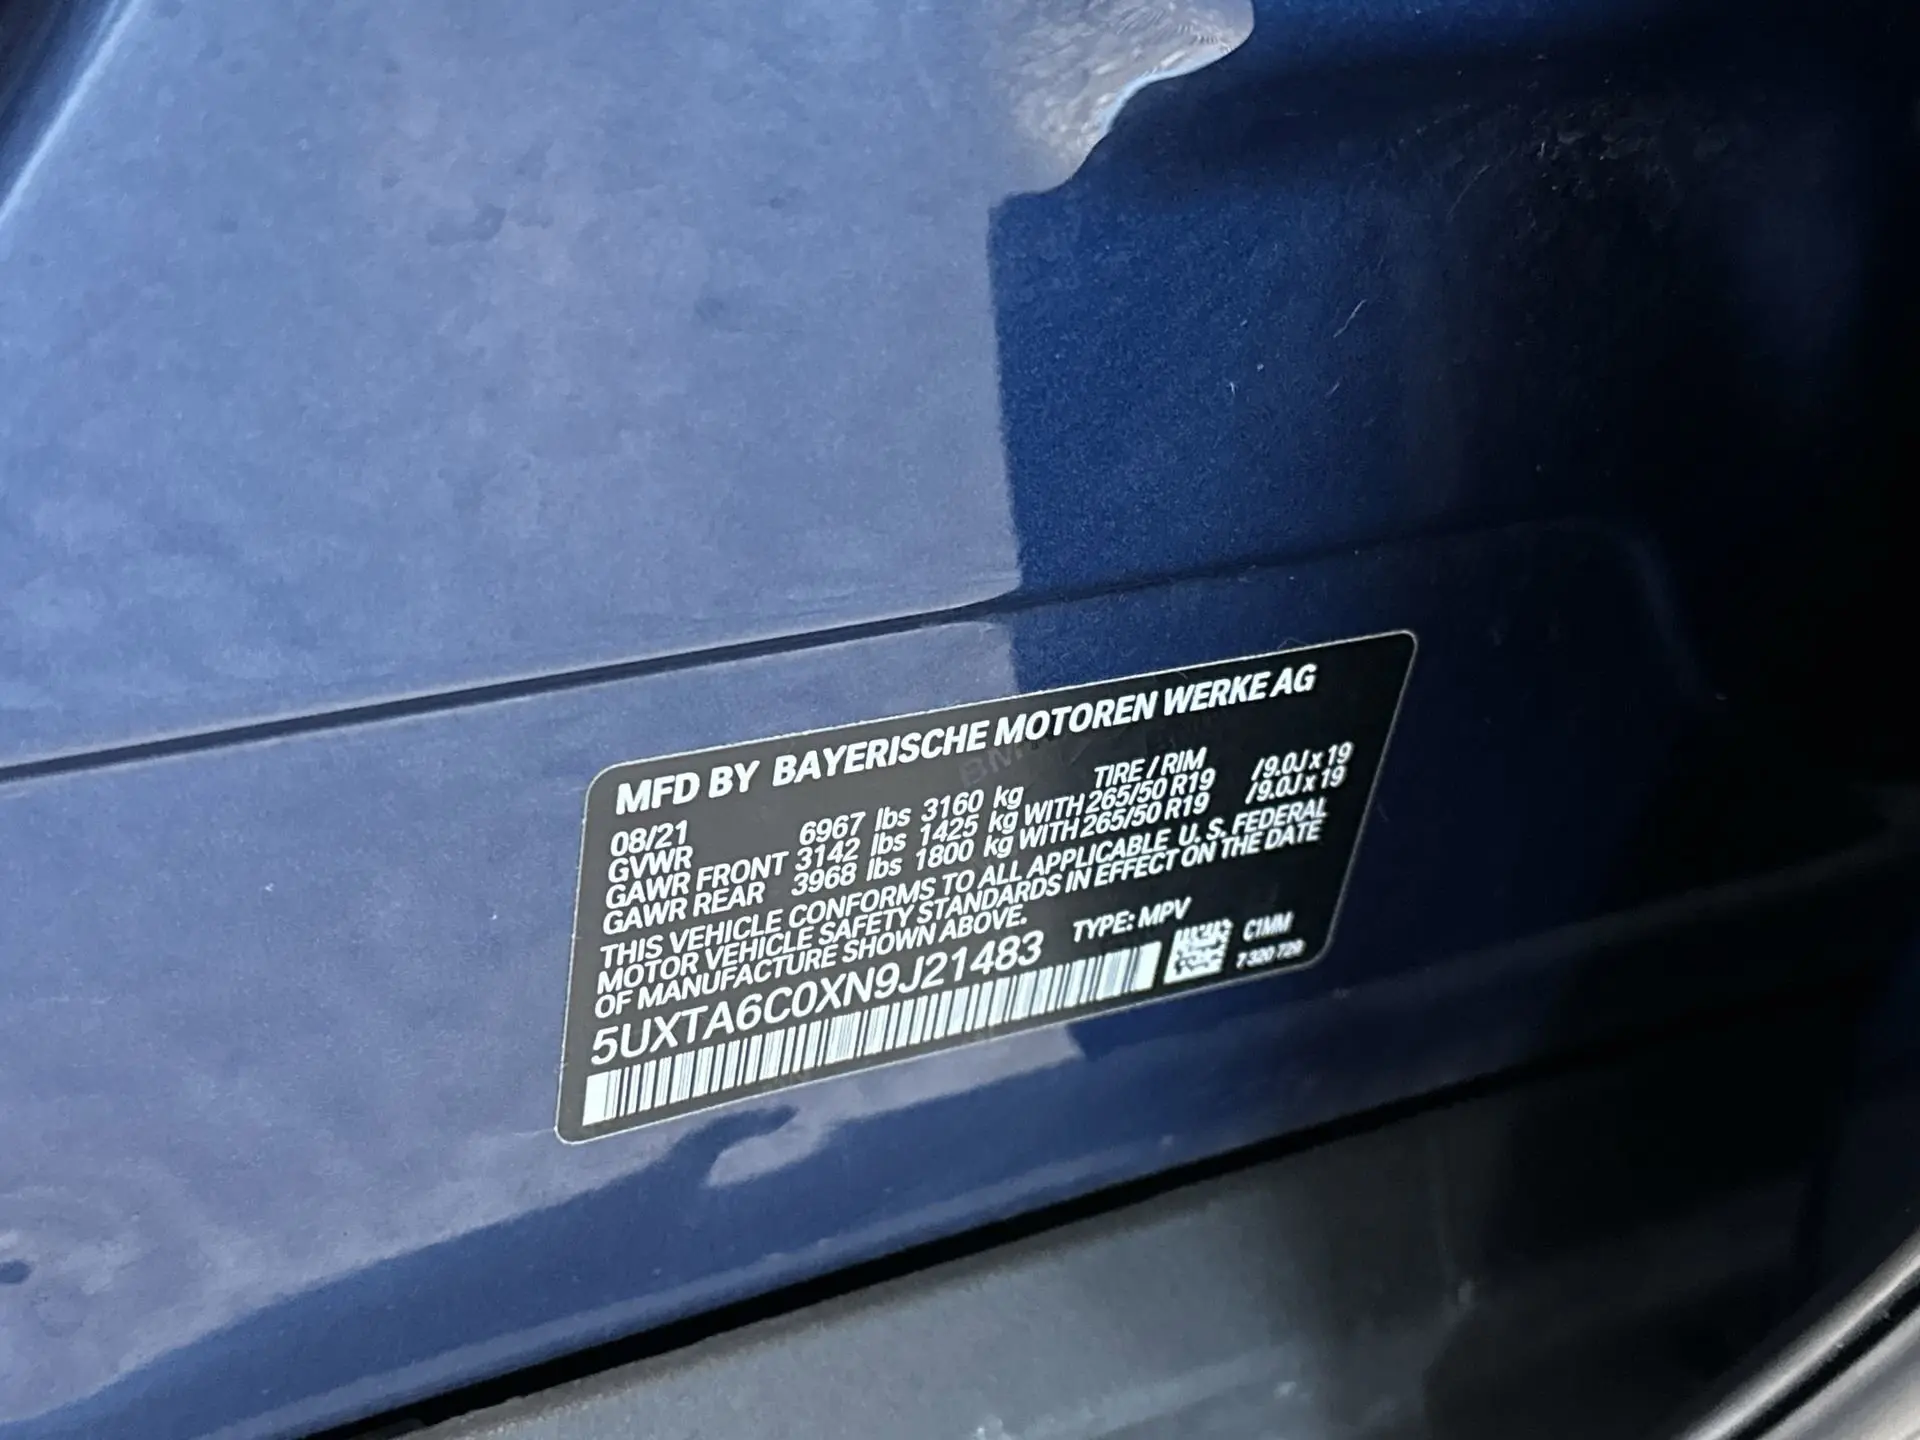 MFD BY BAYERISCHE MOTOREN WERKE AG
08/21 TIRE / RIM
GVWR 6967 lbs 3160 kg
GAWR FRONT 3142 lbs 1425 kg WITH 265/50 R19 /9.0J x 19
GAWR REAR 3968 lbs 1800 kg WITH 265/50 R19 /9.0J x 19
THIS VEHICLE CONFORMS TO ALL APPLICABLE U. S. FEDERAL
MOTOR VEHICLE SAFETY STANDARDS IN EFFECT ON THE DATE
OF MANUFACTURE SHOWN ABOVE. TYPE: MPV
5UXTA6C0XN9J21483
C1MM
7 320 729